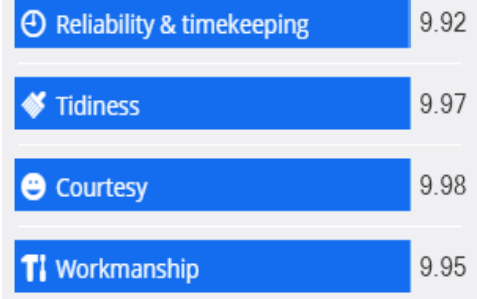 Reliability & timekeeping 9.92
Tidiness 9.97
Courtesy 9.98
Workmanship 9.95